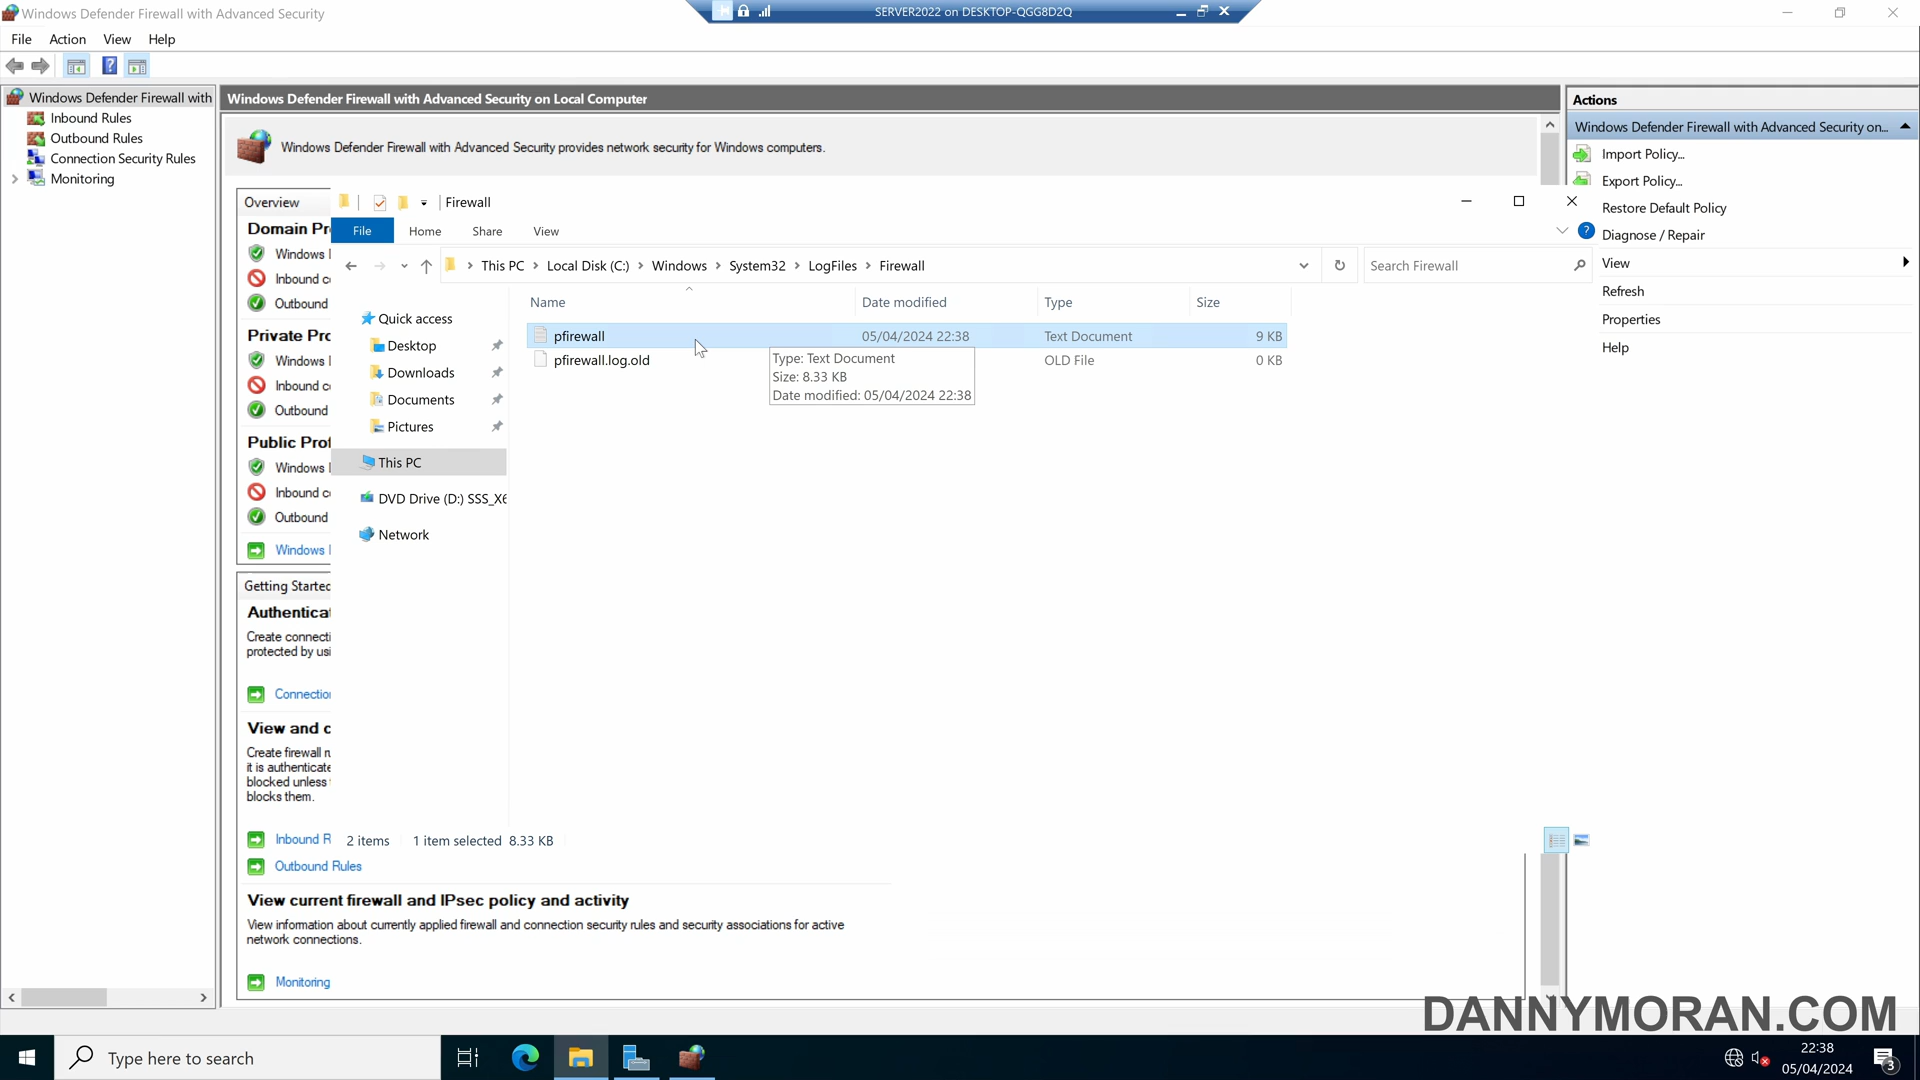 Windows Defender Firewall with Advanced Security
SERVER2022 on DESKTOP-QGG8D2Q
File Action View Help
Windows Defender Firewall with
Inbound Rules
Outbound Rules
Connection Security Rules
Monitoring
Windows Defender Firewall with Advanced Security on Local Computer
Windows Defender Firewall with Advanced Security provides network security for Windows computers.
Overview
Domain
Windows
Inbound
Outbound
Private
Windows
Inbound
Outbound
Public
Windows
Inbound
Outbound
Windows
Getting Started
Create
protected by
View and
Create firewall
it is
blocked unless
blocks them.
Inbound
Outbound Rules
View current firewall and IPsec policy and activity
View information about currently applied firewall and connection security rules and security associations for active
network connections.
Monitoring
Firewall
File Home Share View
This PC Local Disk (C:) Windows System32 LogFiles Firewall
Search Firewall
Quick access
Desktop
Downloads
Documents
Pictures
This PC
DVD Drive (D:) SSS_X6
Network
Name Date modified Type Size
pfirewall 05/04/2024 22:38 Text Document 9 KB
pfirewall.log.old OLD File 0 KB
Type: Text Document
Size: 8.33 KB
Date modified: 05/04/2024 22:38
2 items 1 item selected 8.33 KB
Actions
Windows Defender Firewall with Advanced Security on...
Import Policy...
Export Policy...
Restore Default Policy
Diagnose / Repair
View
Refresh
Properties
Help
DANNYMORAN.COM
Type here to search
22:38
05/04/2024
3